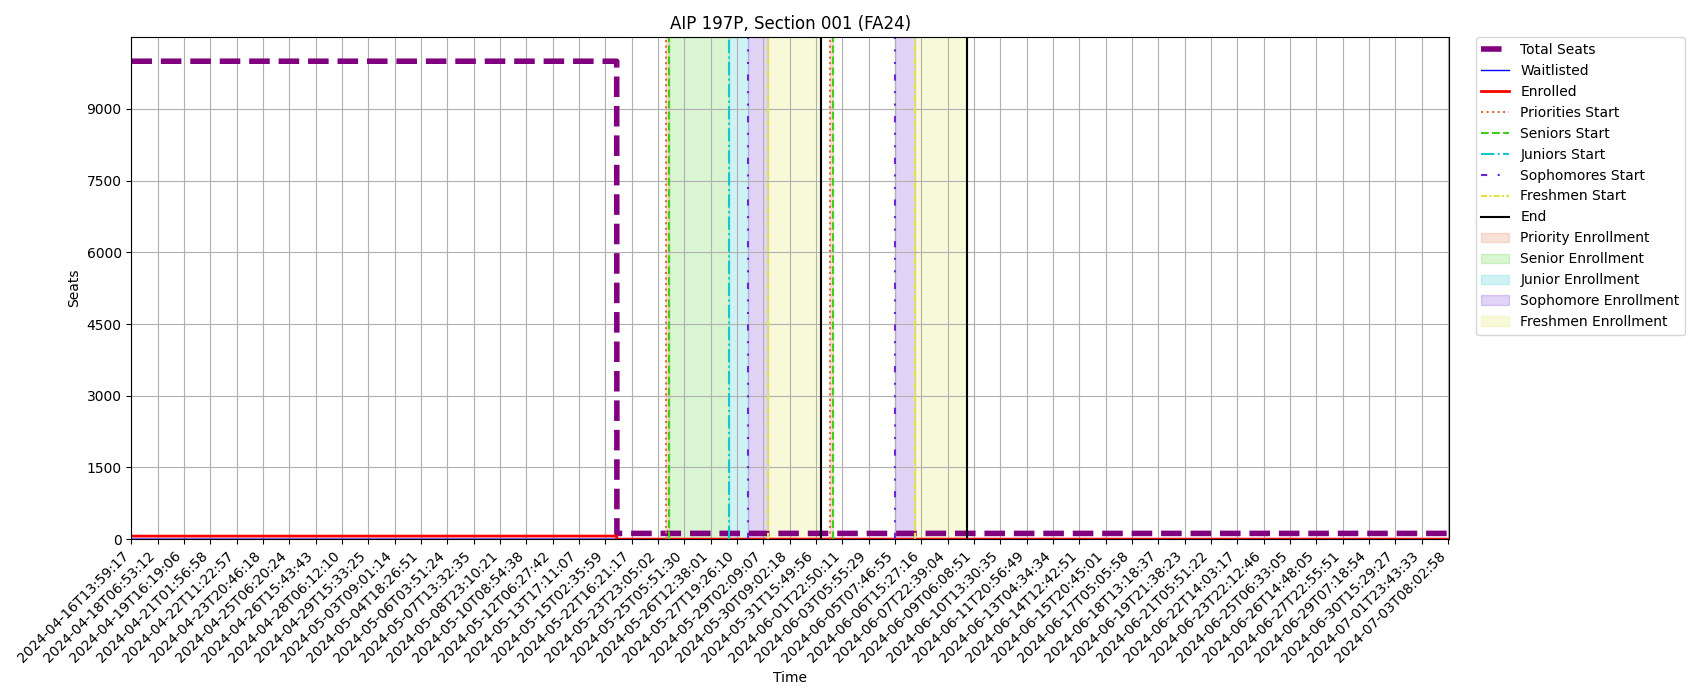 AIP 197P, Section 001 (FA24)
Seats
9000
7500
6000
4500
3000
1500
0
2024-04-16T13:59:17
2024-04-18T06:53:12
2024-04-19T16:19:06
2024-04-21T01:56:58
2024-04-22T11:22:57
2024-04-23T20:46:18
2024-04-25T06:20:24
2024-04-26T15:43:43
2024-04-28T06:12:10
2024-04-29T15:33:25
2024-05-03T09:01:14
2024-05-04T18:26:51
2024-05-06T03:51:24
2024-05-07T13:32:35
2024-05-08T23:10:21
2024-05-10T08:54:38
2024-05-12T06:27:42
2024-05-13T17:11:07
2024-05-15T02:35:59
2024-05-22T16:21:17
2024-05-23T23:05:02
2024-05-25T05:51:30
2024-05-26T12:38:01
2024-05-27T19:26:10
2024-05-29T02:09:07
2024-05-30T09:02:18
2024-05-31T15:49:56
2024-06-01T22:50:11
2024-06-03T05:55:29
2024-06-05T07:46:55
2024-06-06T15:27:16
2024-06-07T22:39:04
2024-06-09T06:08:51
2024-06-10T13:30:35
2024-06-11T20:56:49
2024-06-13T04:34:34
2024-06-14T12:42:51
2024-06-15T20:45:01
2024-06-17T05:05:58
2024-06-18T13:18:37
2024-06-19T21:38:23
2024-06-21T05:51:22
2024-06-22T14:03:17
2024-06-23T22:12:46
2024-06-25T06:33:05
2024-06-26T14:48:05
2024-06-27T22:55:51
2024-06-29T07:18:54
2024-06-30T15:29:27
2024-07-01T23:43:33
2024-07-03T08:02:58
Time
Total Seats
Waitlisted
Enrolled
Priorities Start
Seniors Start
Juniors Start
Sophomores Start
Freshmen Start
End
Priority Enrollment
Senior Enrollment
Junior Enrollment
Sophomore Enrollment
Freshmen Enrollment